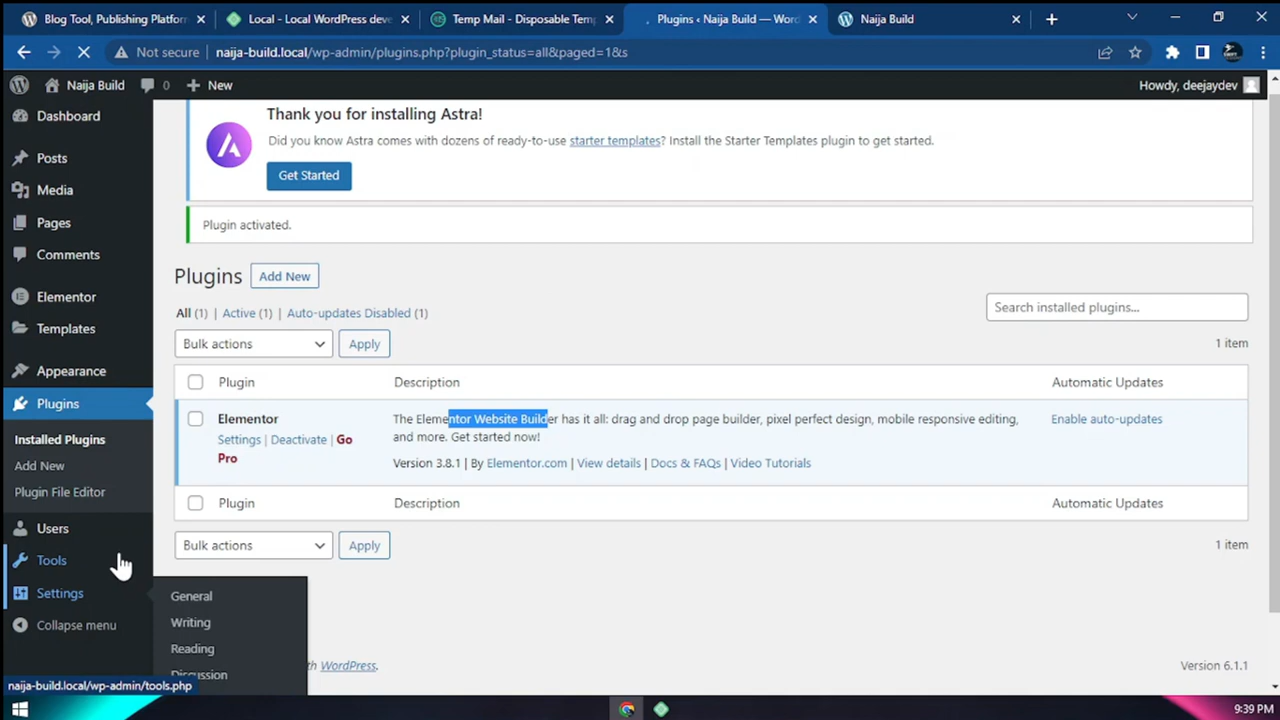 Blog Tool, Publishing Platforn
Local - Local WordPress deve
Temp Mail - Disposable Temp
Plugins ‹ Naija Build — Word
Naija Build
Not secure
naija-build.local/wp-admin/plugins.php?plugin_status=all&paged=1&s
Naija Build
0
New
Howdy, deejaydev
Dashboard
Posts
Media
Pages
Comments
Elementor
Templates
Appearance
Plugins
Installed Plugins
Add New
Plugin File Editor
Users
Tools
Settings
Collapse menu
General
Writing
Reading
Discussion
Thank you for installing Astra!
Did you know Astra comes with dozens of ready-to-use starter templates? Install the Starter Templates plugin to get started.
Get Started
Plugin activated.
Plugins
Add New
All (1) | Active (1) | Auto-updates Disabled (1)
Search installed plugins...
Bulk actions
Apply
1 item
Plugin
Description
Automatic Updates
Elementor
Settings | Deactivate | Go
Pro
The Elementor Website Builder has it all: drag and drop page builder, pixel perfect design, mobile responsive editing,
and more. Get started now!
Version 3.8.1 | By Elementor.com | View details | Docs & FAQs | Video Tutorials
Enable auto-updates
Plugin
Description
Automatic Updates
Bulk actions
Apply
1 item
with WordPress.
Version 6.1.1
naija-build.local/wp-admin/tools.php
9:39 PM